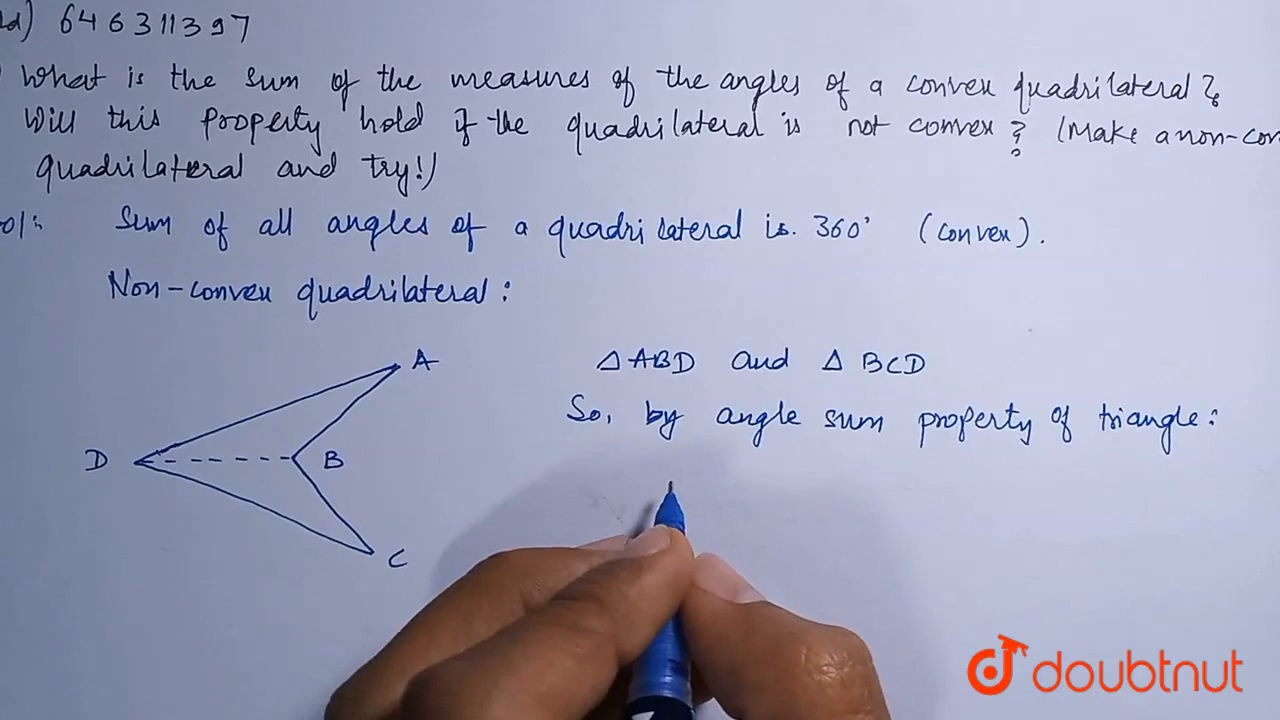 646311397
What is the sum of the measures of the angles of a convex quadrilateral?
Will this property hold if the quadrilateral is not convex? (Make a non-con
quadrilateral and try!)
Sum of all angles of a quadrilateral is. 360° (convex).
Non-convex quadrilateral:
A
△ ABD and △ BCD
So, by angle sum property of triangle:
D B
C
doubtnut